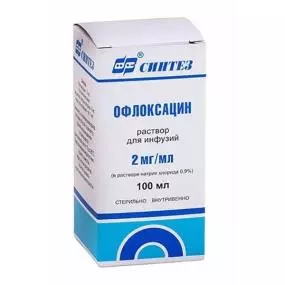 СИНТЕЗ
ОФЛОКСАЦИН
раствор
для инфузий
2 мг/мл
(в растворе натрия хлорида 0,9%)
100 мл
СТЕРИЛЬНО ВНУТРИВЕННО